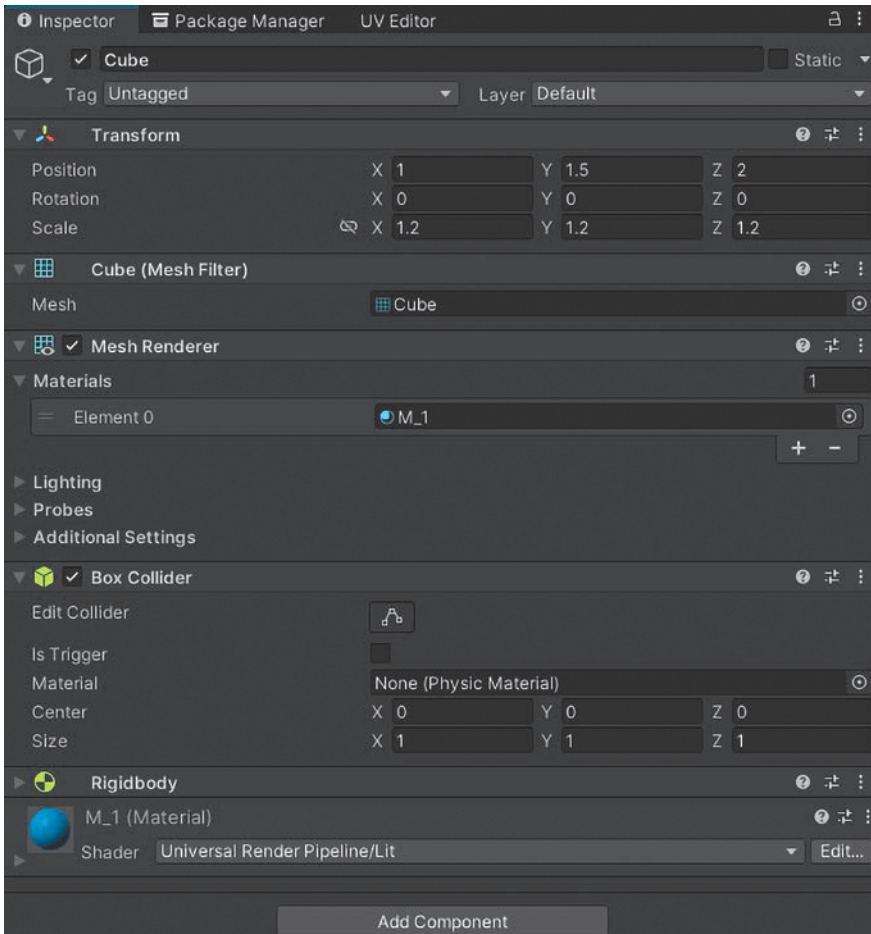 Inspector Package Manager UV Editor
Cube Static
Tag Untagged Layer Default
Transform
Position X 1 Y 1.5 Z 2
Rotation X 0 Y 0 Z 0
Scale X 1.2 Y 1.2 Z 1.2
Cube (Mesh Filter)
Mesh Cube
Mesh Renderer
Materials 1
Element 0 M_1
+ −
Lighting
Probes
Additional Settings
Box Collider
Edit Collider
Is Trigger
Material None (Physic Material)
Center X 0 Y 0 Z 0
Size X 1 Y 1 Z 1
Rigidbody
M_1 (Material)
Shader Universal Render Pipeline/Lit Edit...
Add Component